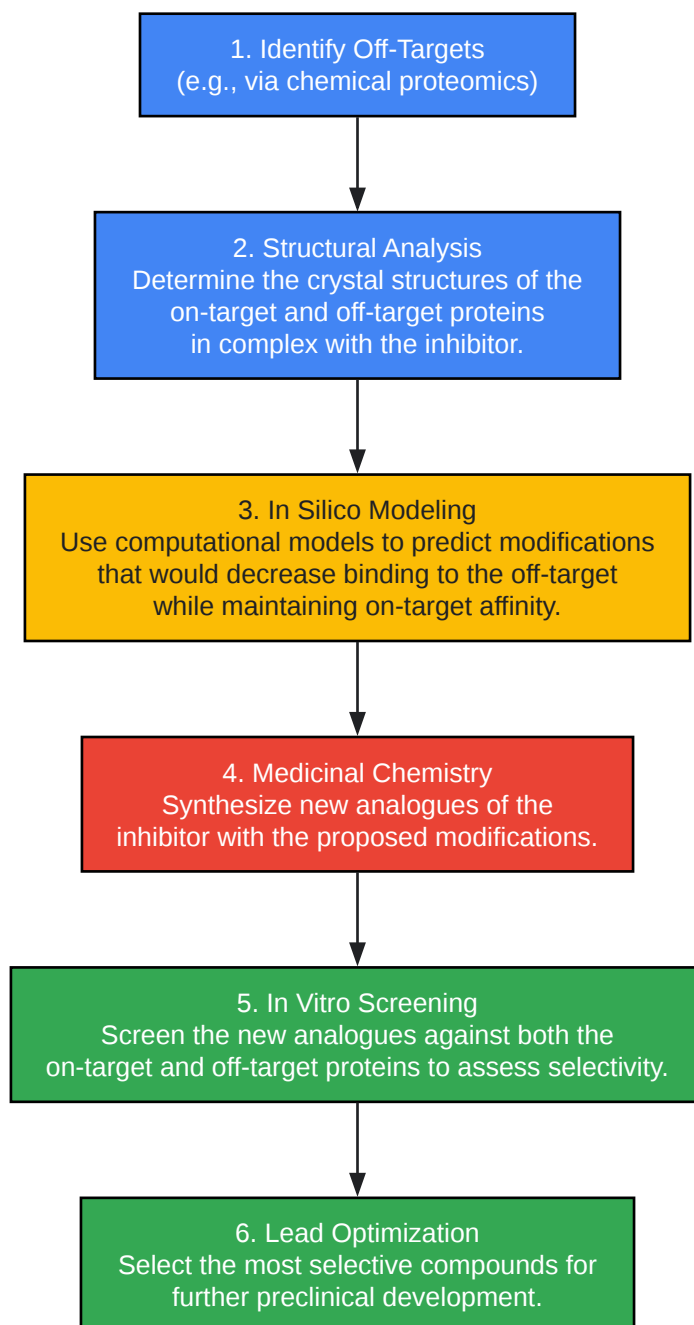 1. Identify Off-Targets
(e.g., via chemical proteomics)
2. Structural Analysis
Determine the crystal structures of the
on-target and off-target proteins
in complex with the inhibitor.
3. In Silico Modeling
Use computational models to predict modifications
that would decrease binding to the off-target
while maintaining on-target affinity.
4. Medicinal Chemistry
Synthesize new analogues of the
inhibitor with the proposed modifications.
5. In Vitro Screening
Screen the new analogues against both the
on-target and off-target proteins to assess selectivity.
6. Lead Optimization
Select the most selective compounds for
further preclinical development.